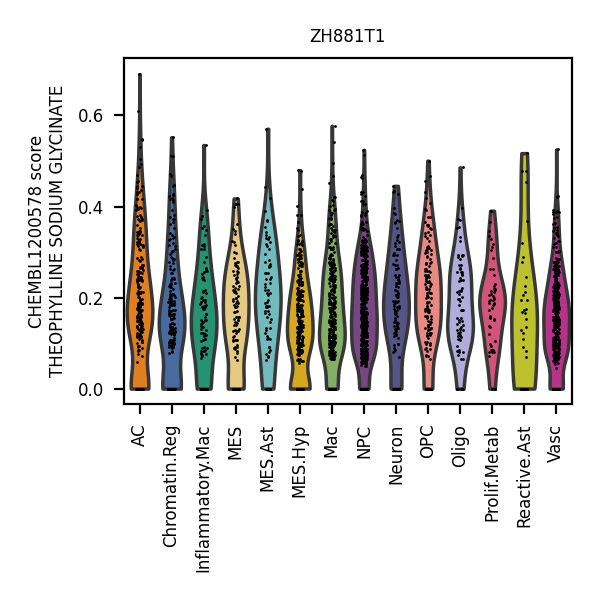 ZH881T1
CHEMBL1200578 score
THEOPHYLLINE SODIUM GLYCINATE
0.6
0.4
0.2
0.0
AC
Chromatin.Reg
Inflammatory.Mac
MES
MES.Ast
MES.Hyp
Mac
NPC
Neuron
OPC
Oligo
Prolif.Metab
Reactive.Ast
Vasc